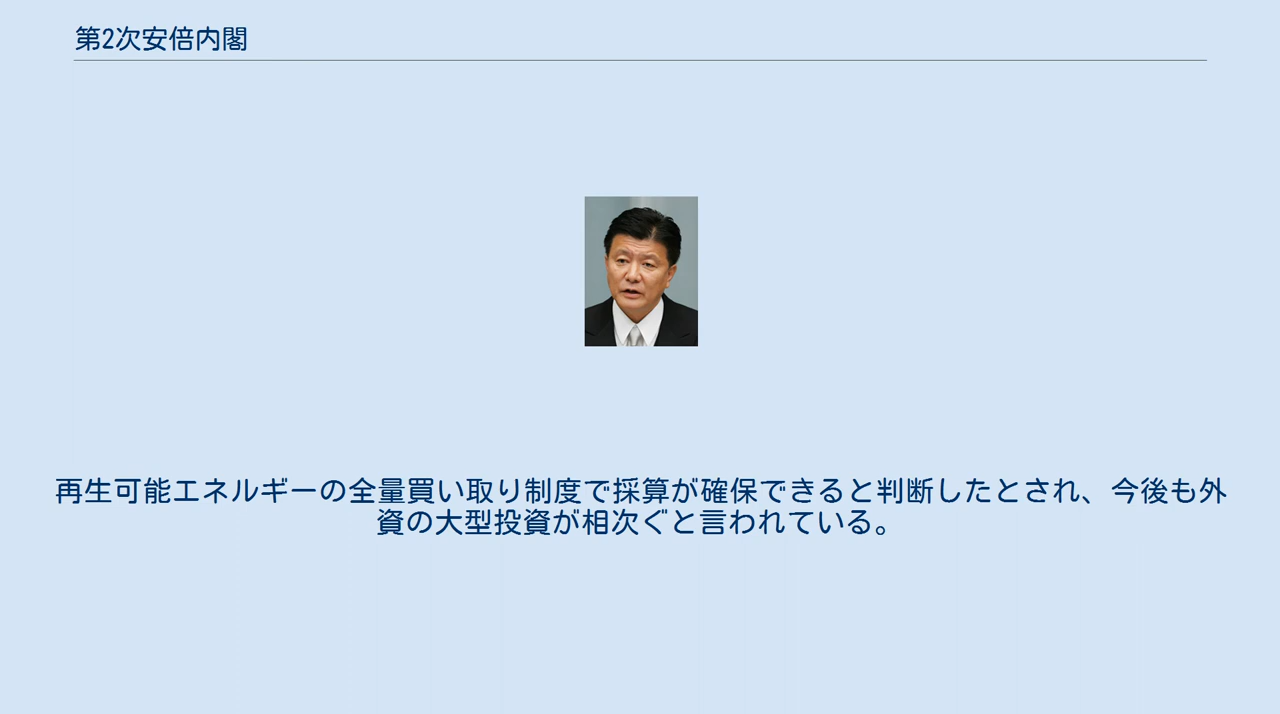 第2次安倍内閣
再生可能エネルギーの全量買い取り制度で採算が確保できると判断したとされ、今後も外
資の大型投資が相次ぐと言われている。